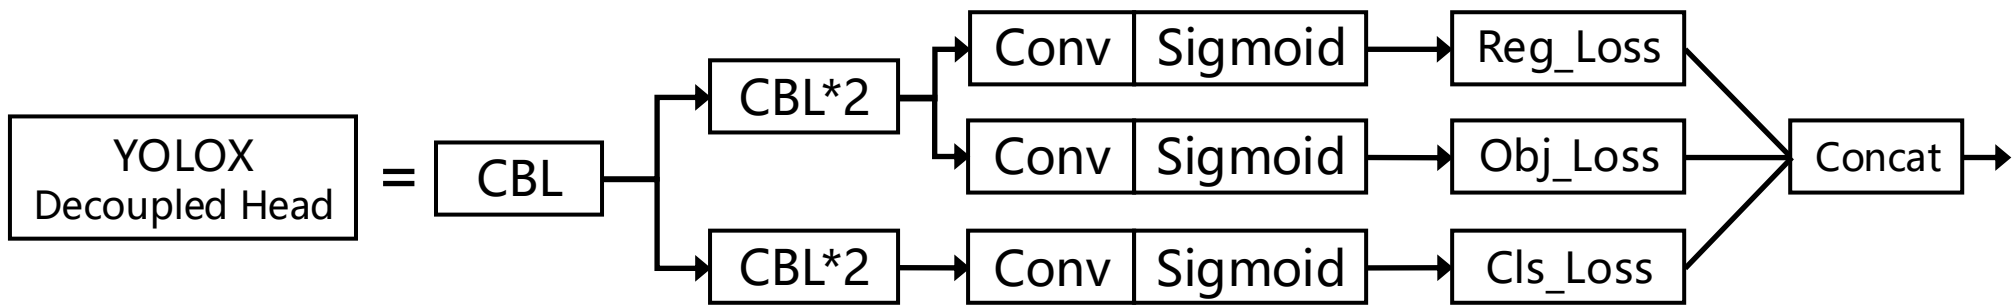 YOLOX
Decoupled Head
=
CBL
CBL*2
Conv
Sigmoid
Reg_Loss
Conv
Sigmoid
Obj_Loss
Concat
CBL*2
Conv
Sigmoid
Cls_Loss